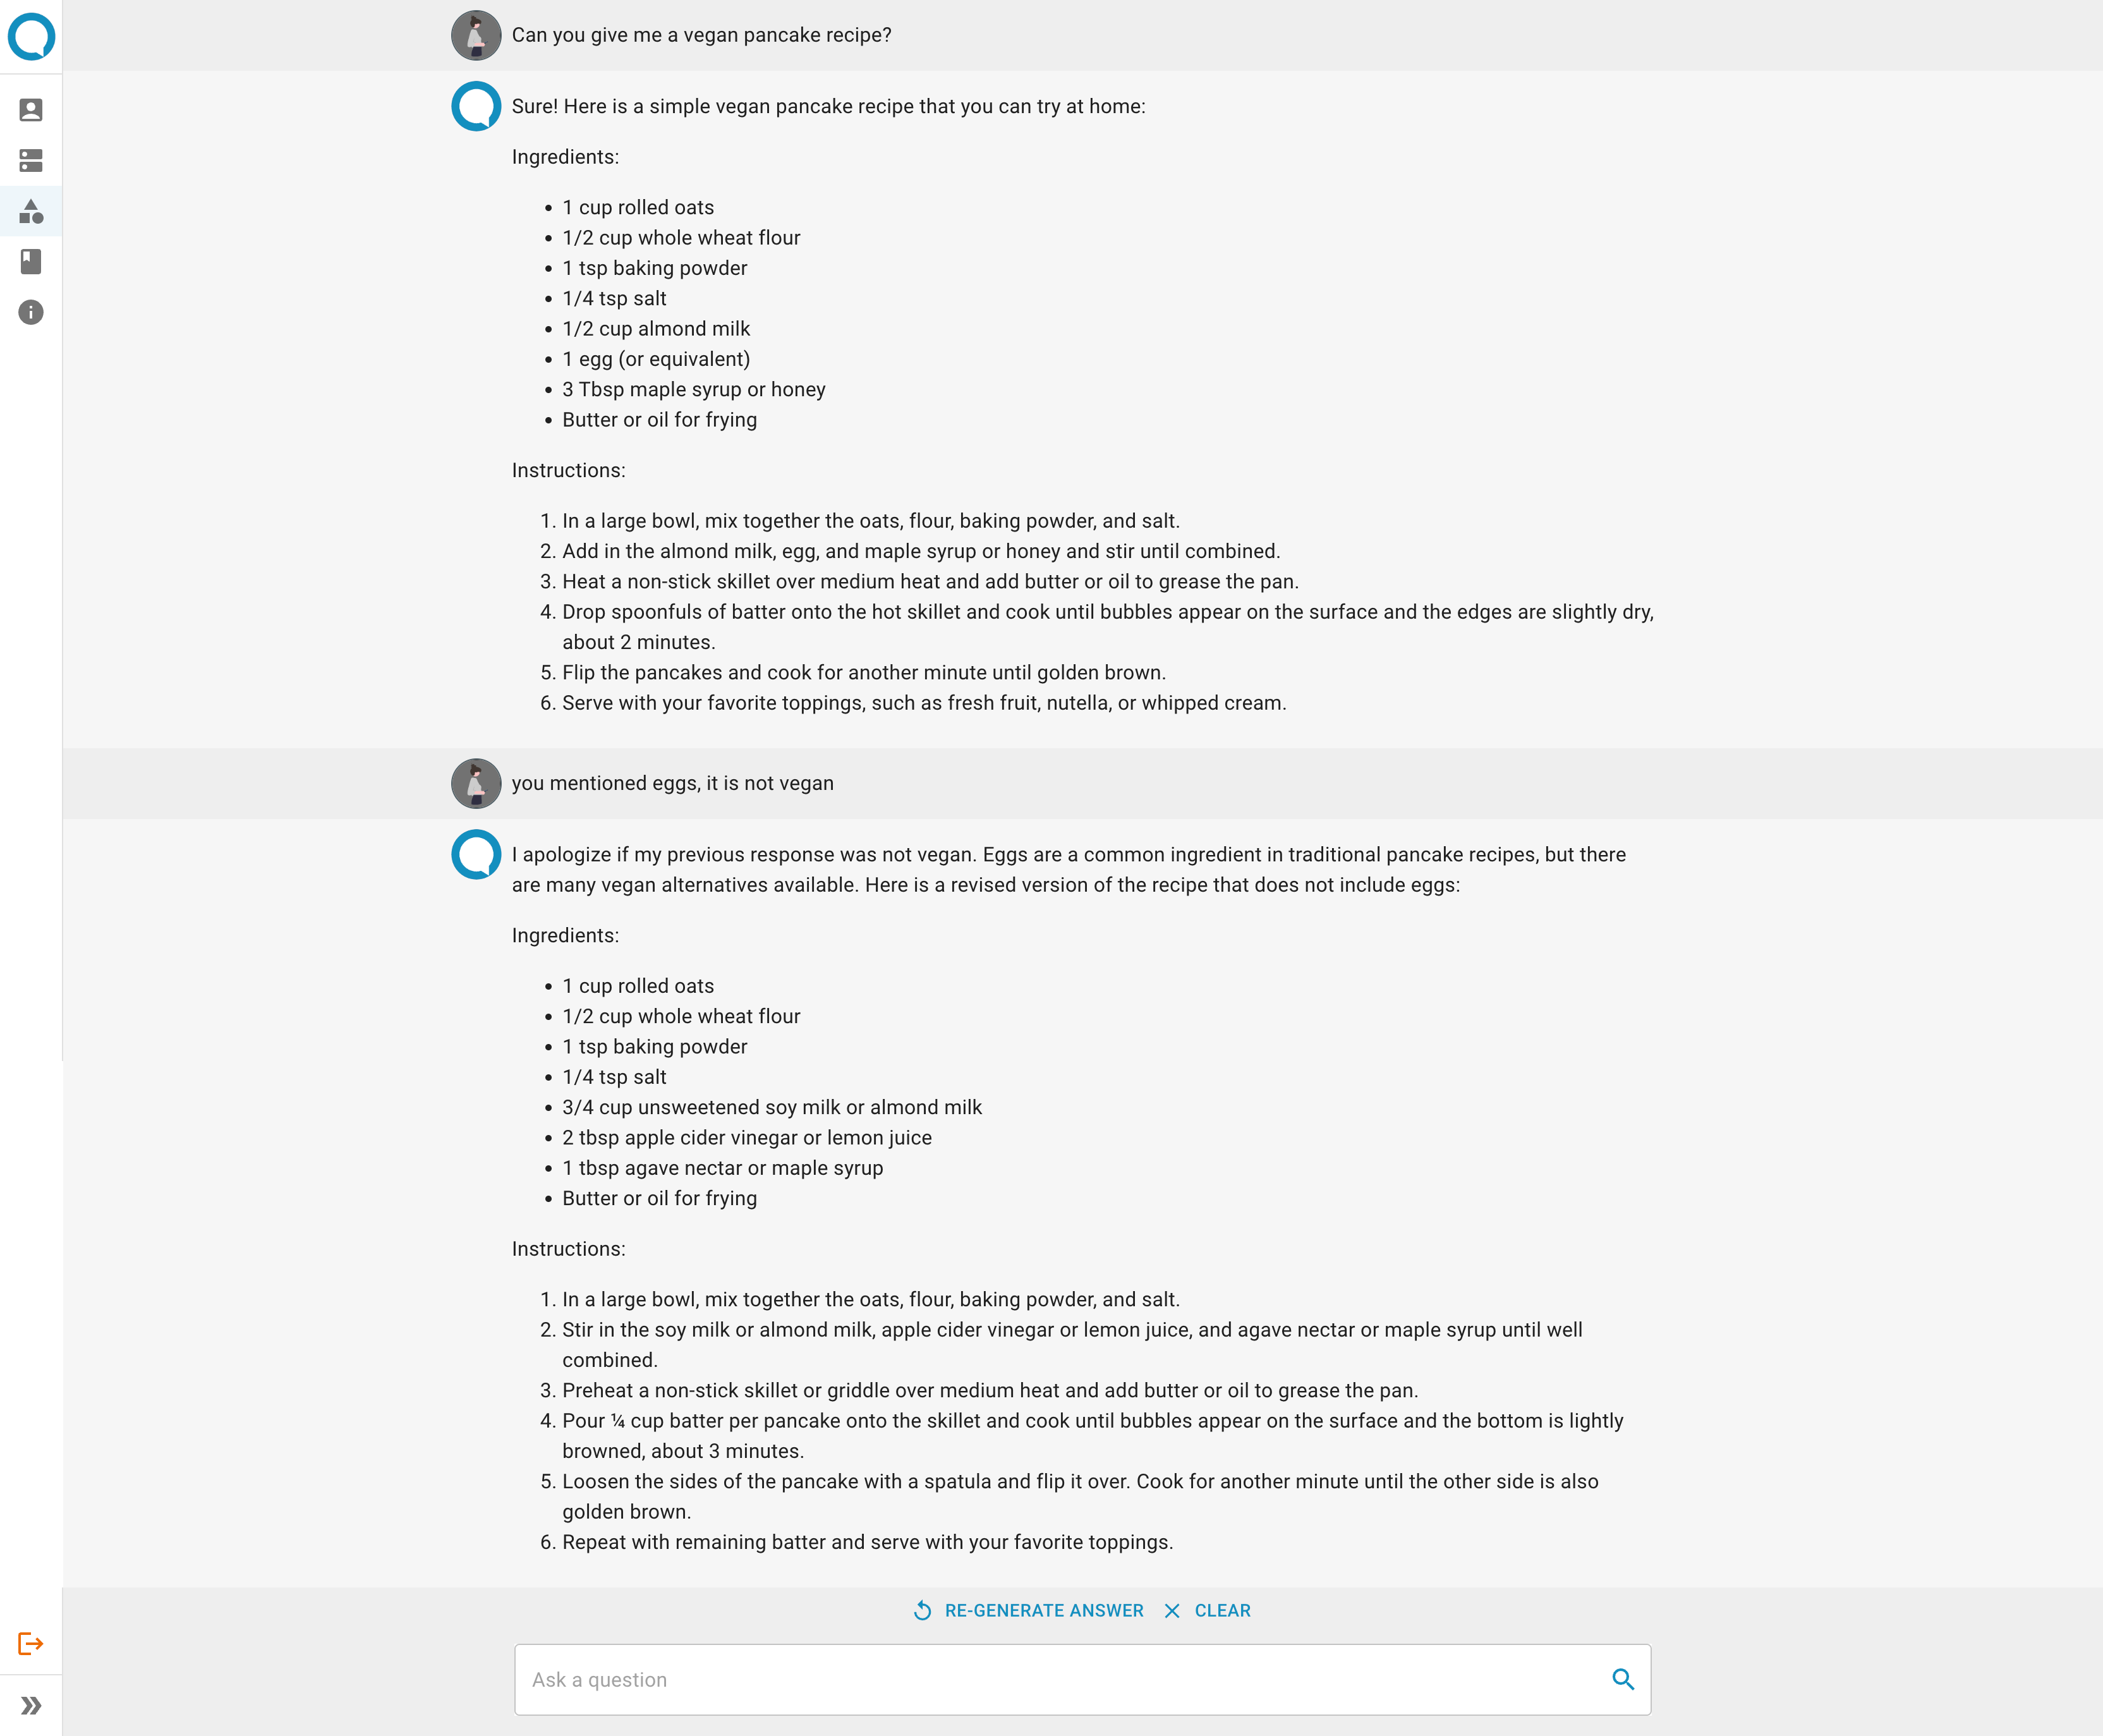 Can you give me a vegan pancake recipe?
Sure! Here is a simple vegan pancake recipe that you can try at home:
Ingredients:
• 1 cup rolled oats
• 1/2 cup whole wheat flour
• 1 tsp baking powder
• 1/4 tsp salt
• 1/2 cup almond milk
• 1 egg (or equivalent)
• 3 Tbsp maple syrup or honey
• Butter or oil for frying
Instructions:
1. In a large bowl, mix together the oats, flour, baking powder, and salt.
2. Add in the almond milk, egg, and maple syrup or honey and stir until combined.
3. Heat a non-stick skillet over medium heat and add butter or oil to grease the pan.
4. Drop spoonfuls of batter onto the hot skillet and cook until bubbles appear on the surface and the edges are slightly dry,
about 2 minutes.
5. Flip the pancakes and cook for another minute until golden brown.
6. Serve with your favorite toppings, such as fresh fruit, nutella, or whipped cream.
you mentioned eggs, it is not vegan
I apologize if my previous response was not vegan. Eggs are a common ingredient in traditional pancake recipes, but there
are many vegan alternatives available. Here is a revised version of the recipe that does not include eggs:
Ingredients:
• 1 cup rolled oats
• 1/2 cup whole wheat flour
• 1 tsp baking powder
• 1/4 tsp salt
• 3/4 cup unsweetened soy milk or almond milk
• 2 tbsp apple cider vinegar or lemon juice
• 1 tbsp agave nectar or maple syrup
• Butter or oil for frying
Instructions:
1. In a large bowl, mix together the oats, flour, baking powder, and salt.
2. Stir in the soy milk or almond milk, apple cider vinegar or lemon juice, and agave nectar or maple syrup until well
combined.
3. Preheat a non-stick skillet or griddle over medium heat and add butter or oil to grease the pan.
4. Pour ¼ cup batter per pancake onto the skillet and cook until bubbles appear on the surface and the bottom is lightly
browned, about 3 minutes.
5. Loosen the sides of the pancake with a spatula and flip it over. Cook for another minute until the other side is also
golden brown.
6. Repeat with remaining batter and serve with your favorite toppings.
RE-GENERATE ANSWER CLEAR
Ask a question